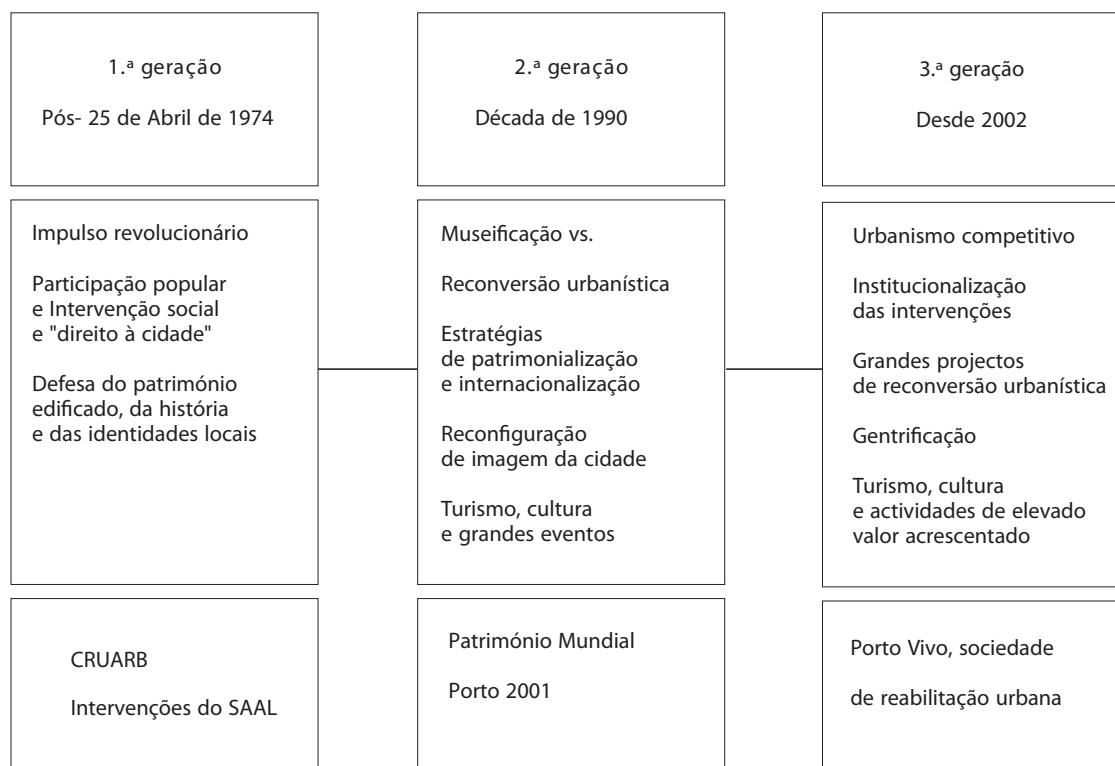 1.ª geração
Pós- 25 de Abril de 1974
2.ª geração
Década de 1990
3.ª geração
Desde 2002
Impulso revolucionário
Participação popular
e Intervenção social
e "direito à cidade"
Defesa do património
edificado, da história
e das identidades locais
Museificação vs.
Reconversão urbanística
Estratégias
de patrimonialização
e internacionalização
Reconfiguração
de imagem da cidade
Turismo, cultura
e grandes eventos
Urbanismo competitivo
Institucionalização
das intervenções
Grandes projectos
de reconversão urbanística
Gentrificação
Turismo, cultura
e actividades de elevado
valor acrescentado
CRUARB
Intervenções do SAAL
Património Mundial
Porto 2001
Porto Vivo, sociedade
de reabilitação urbana